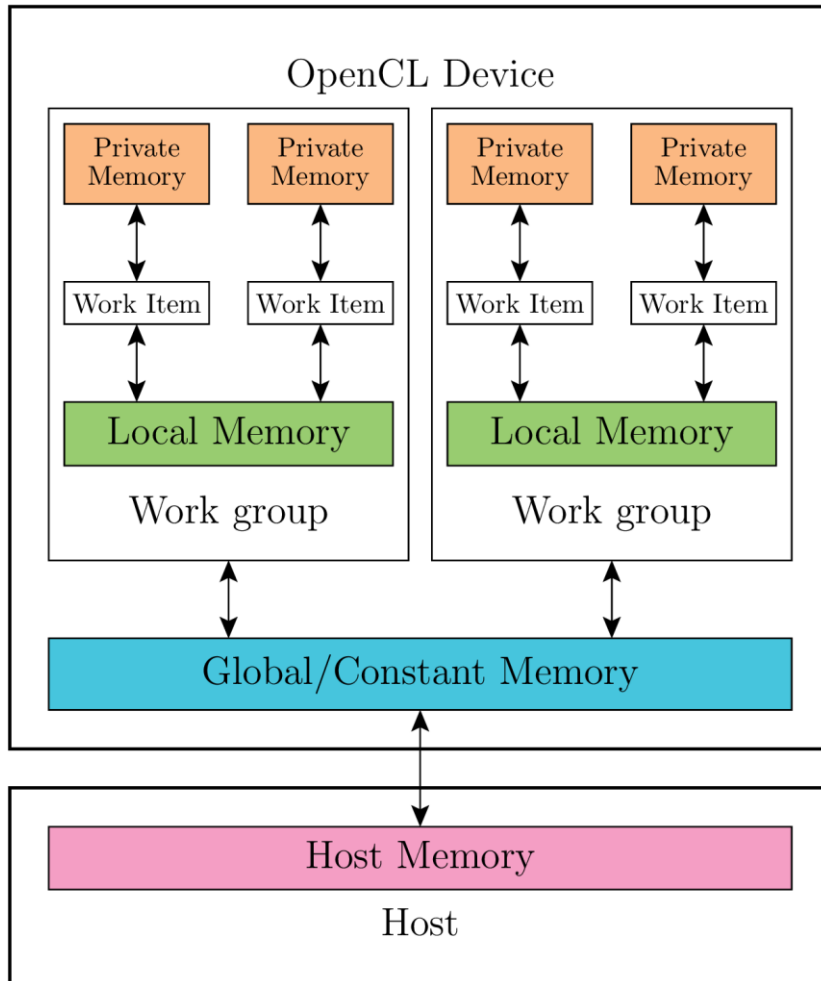 OpenCL Device
Private
Memory
Private
Memory
Private
Memory
Private
Memory
Work Item
Work Item
Work Item
Work Item
Local Memory
Local Memory
Work group
Work group
Global/Constant Memory
Host Memory
Host